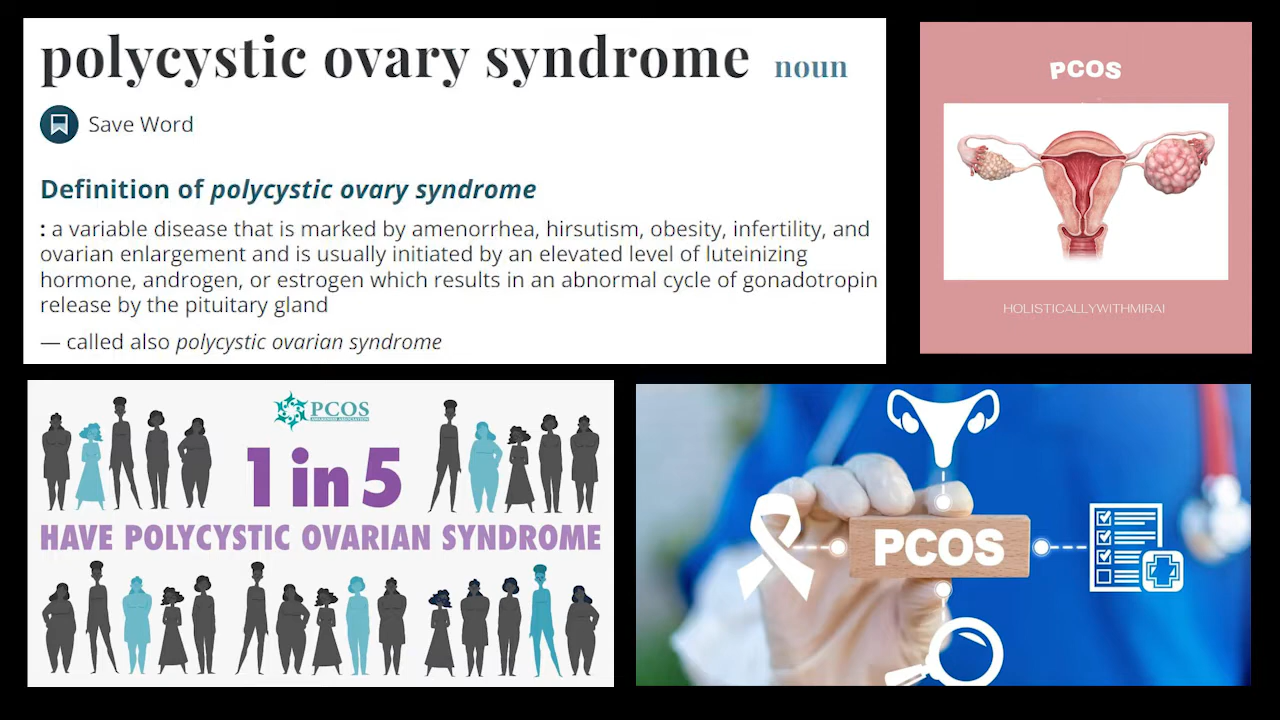 polycystic ovary syndrome noun
Save Word
Definition of polycystic ovary syndrome
: a variable disease that is marked by amenorrhea, hirsutism, obesity, infertility, and
ovarian enlargement and is usually initiated by an elevated level of luteinizing
hormone, androgen, or estrogen which results in an abnormal cycle of gonadotropin
release by the pituitary gland
— called also polycystic ovarian syndrome
PCOS
HOLISTICALLYWITHMIRAI
PCOS
1 in 5
HAVE POLYCYSTIC OVARIAN SYNDROME
PCOS